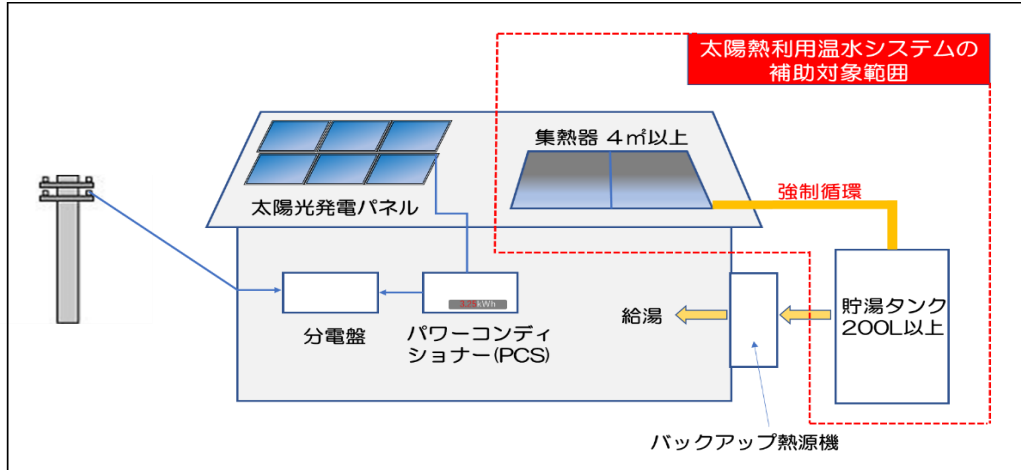 太陽熱利用温水システムの
補助対象範囲
集熱器 4㎡以上
強制循環
太陽光発電パネル
貯湯タンク
200L以上
給湯
3.25kWh
分電盤
パワーコンディ
ショナー(PCS)
バックアップ熱源機